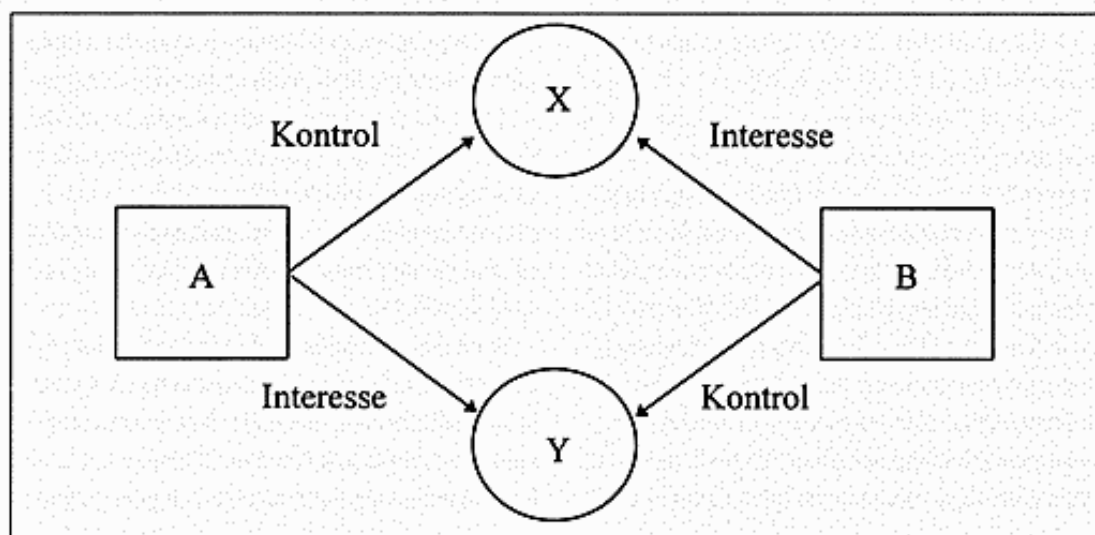 X
Kontrol
Interesse
A
B
Interesse
Kontrol
Y